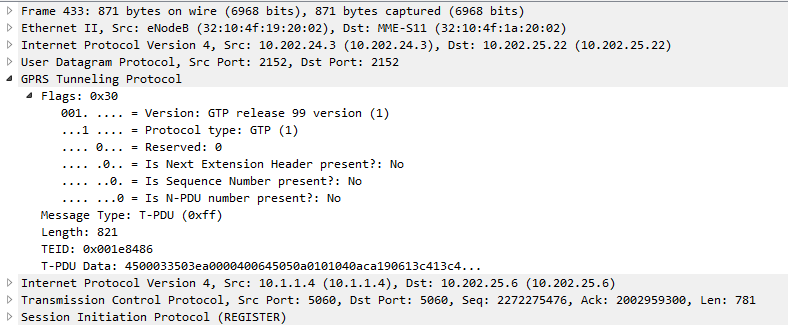 Frame 433: 871 bytes on wire (6968 bits), 871 bytes captured (6968 bits)
Ethernet II, Src: eNodeB (32:10:4f:19:20:02), Dst: MME-S11 (32:10:4f:1a:20:02)
Internet Protocol Version 4, Src: 10.202.24.3 (10.202.24.3), Dst: 10.202.25.22 (10.202.25.22)
User Datagram Protocol, Src Port: 2152, Dst Port: 2152
GPRS Tunneling Protocol
Flags: 0x30
001. .... = Version: GTP release 99 version (1)
...1 .... = Protocol type: GTP (1)
.... 0... = Reserved: 0
.... .0.. = Is Next Extension Header present?: No
.... ..0. = Is Sequence Number present?: No
.... ...0 = Is N-PDU number present?: No
Message Type: T-PDU (0xff)
Length: 821
TEID: 0x001e8486
T-PDU Data: 4500033503ea0000400645050a0101040aca190613c413c4...
Internet Protocol Version 4, Src: 10.1.1.4 (10.1.1.4), Dst: 10.202.25.6 (10.202.25.6)
Transmission Control Protocol, Src Port: 5060, Dst Port: 5060, Seq: 2272275476, Ack: 2002959300, Len: 781
Session Initiation Protocol (REGISTER)